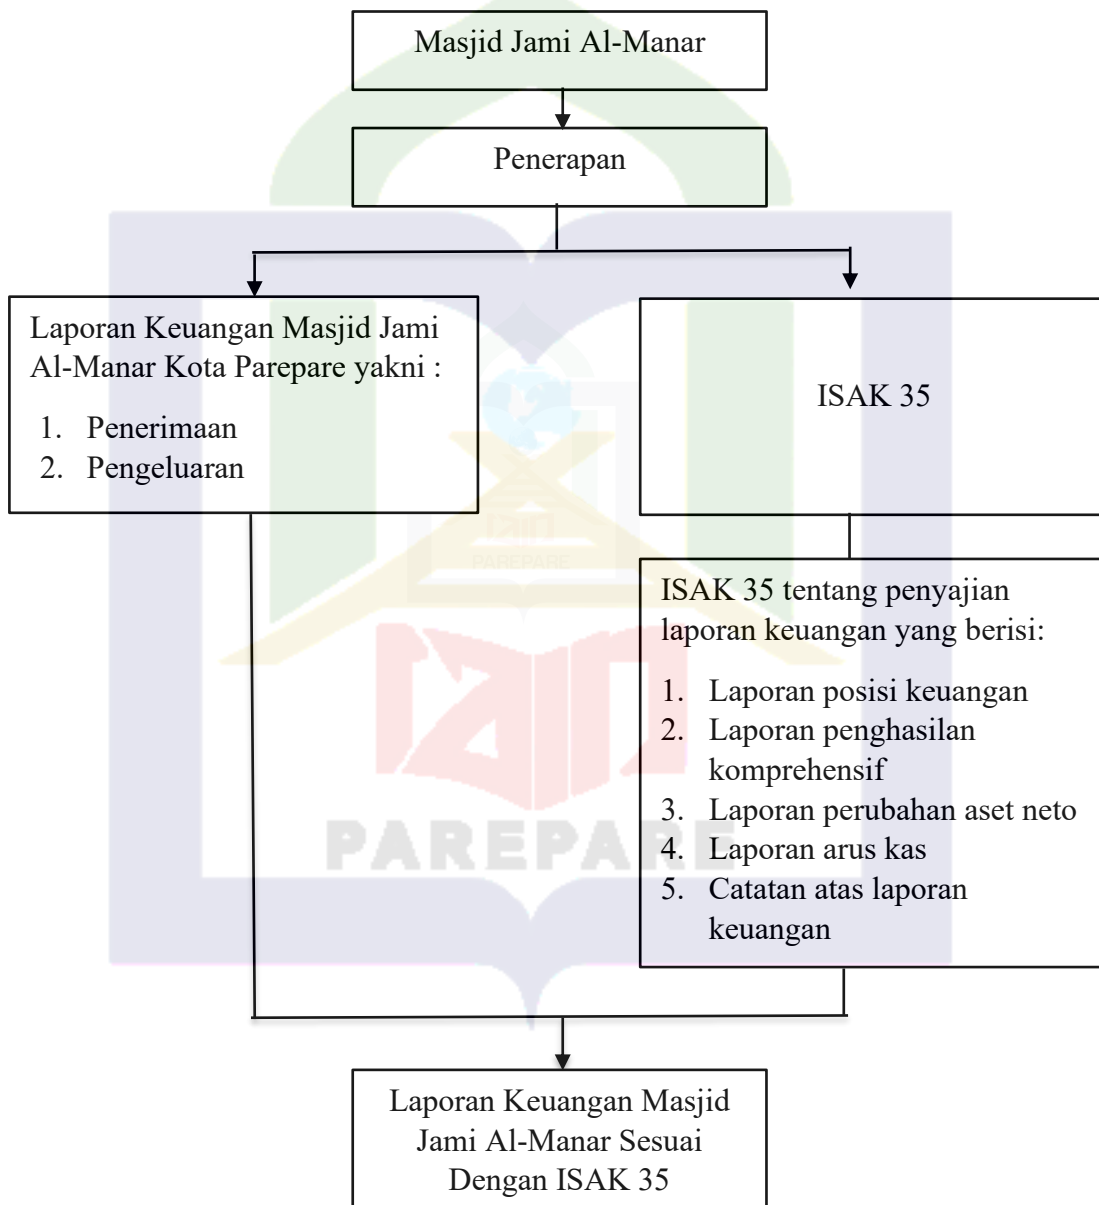 Masjid Jami Al-Manar
Penerapan
Laporan Keuangan Masjid Jami
Al-Manar Kota Parepare yakni :
1. Penerimaan
2. Pengeluaran
ISAK 35
ISAK 35 tentang penyajian
laporan keuangan yang berisi:
1. Laporan posisi keuangan
2. Laporan penghasilan
komprehensif
3. Laporan perubahan aset neto
4. Laporan arus kas
5. Catatan atas laporan
keuangan
Laporan Keuangan Masjid
Jami Al-Manar Sesuai
Dengan ISAK 35
PAREPARE
PAREPARE